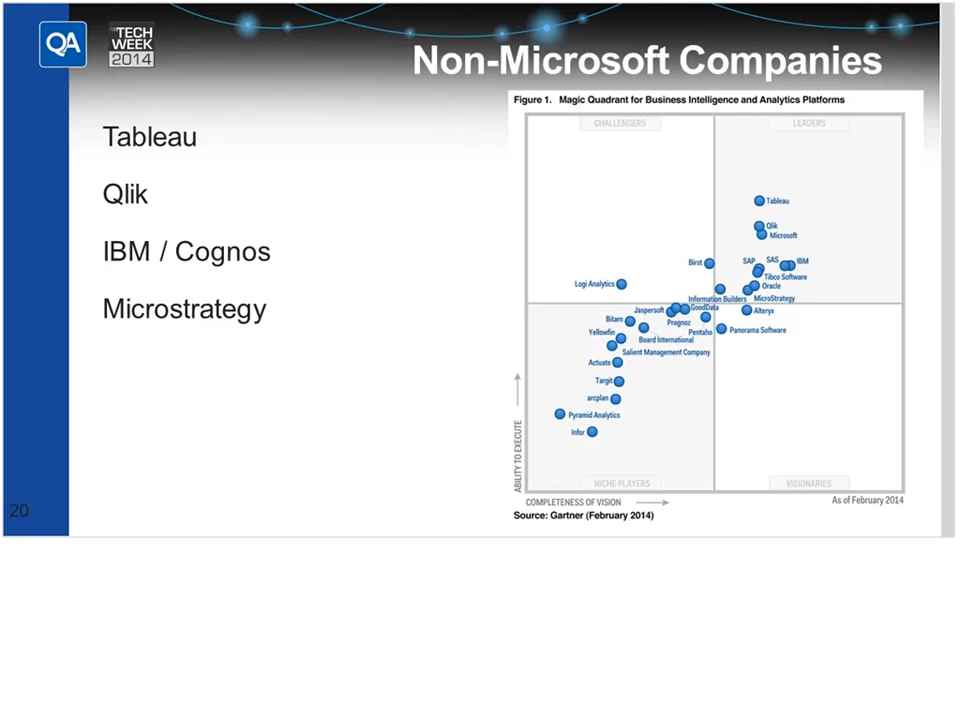 QA
TECH
WEEK
2014
Non-Microsoft Companies
Tableau
Qlik
IBM / Cognos
Microstrategy
20
Figure 1. Magic Quadrant for Business Intelligence and Analytics Platforms
CHALLENGERS
LEADERS
Tableau
Qlik
Microsoft
Birst
SAP
SAS
IBM
Tibco Software
Logi Analytics
Oracle
Information Builders
MicroStrategy
Jaspersoft
GoodData
Alteryx
Bitam
Prognoz
Yellowfin
Pentaho
Panorama Software
Board International
Salient Management Company
Actuate
Targit
arcplan
Pyramid Analytics
Infor
ABILITY TO EXECUTE
NICHE PLAYERS
VISIONARIES
COMPLETENESS OF VISION
As of February 2014
Source: Gartner (February 2014)